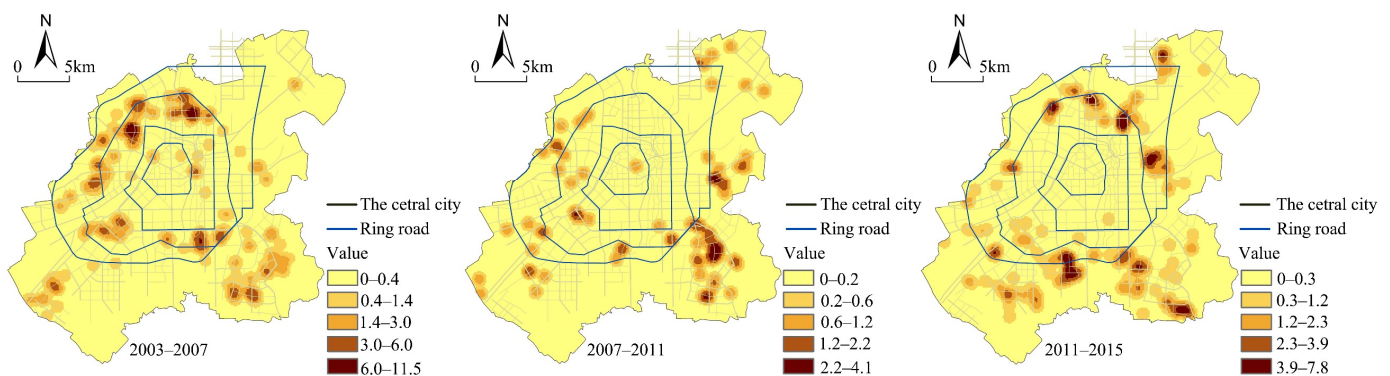 N
0 5km
The cetral city
Ring road
Value
0–0.4
0.4–1.4
1.4–3.0
3.0–6.0
6.0–11.5
2003–2007
N
0 5km
The cetral city
Ring road
Value
0–0.2
0.2–0.6
0.6–1.2
1.2–2.2
2.2–4.1
2007–2011
N
0 5km
The cetral city
Ring road
Value
0–0.3
0.3–1.2
1.2–2.3
2.3–3.9
3.9–7.8
2011–2015